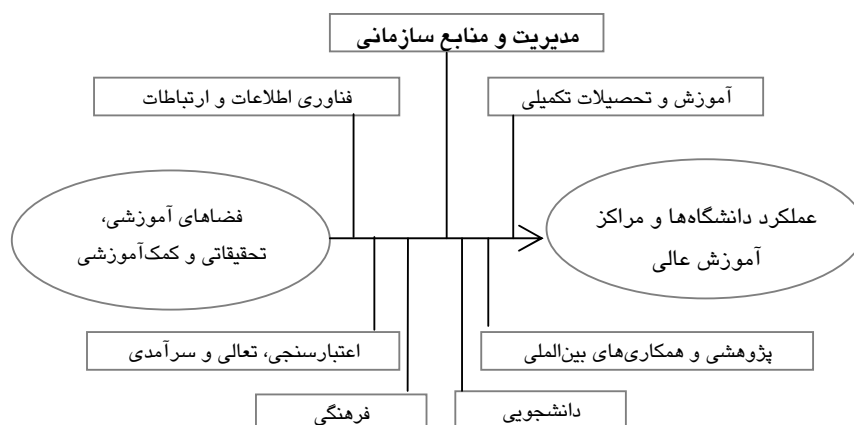 مدیریت و منابع سازمانی
آموزش و تحصیلات تکمیلی
فناوری اطلاعات و ارتباطات
عملکرد دانشگاه‌ها و مراکز
آموزش عالی
فضاهای آموزشی،
تحقیقاتی و کمک‌آموزشی
پژوهشی و همکاری‌های بین‌الملی
اعتبارسنجی، تعالی و سرآمدی
دانشجویی
فرهنگی